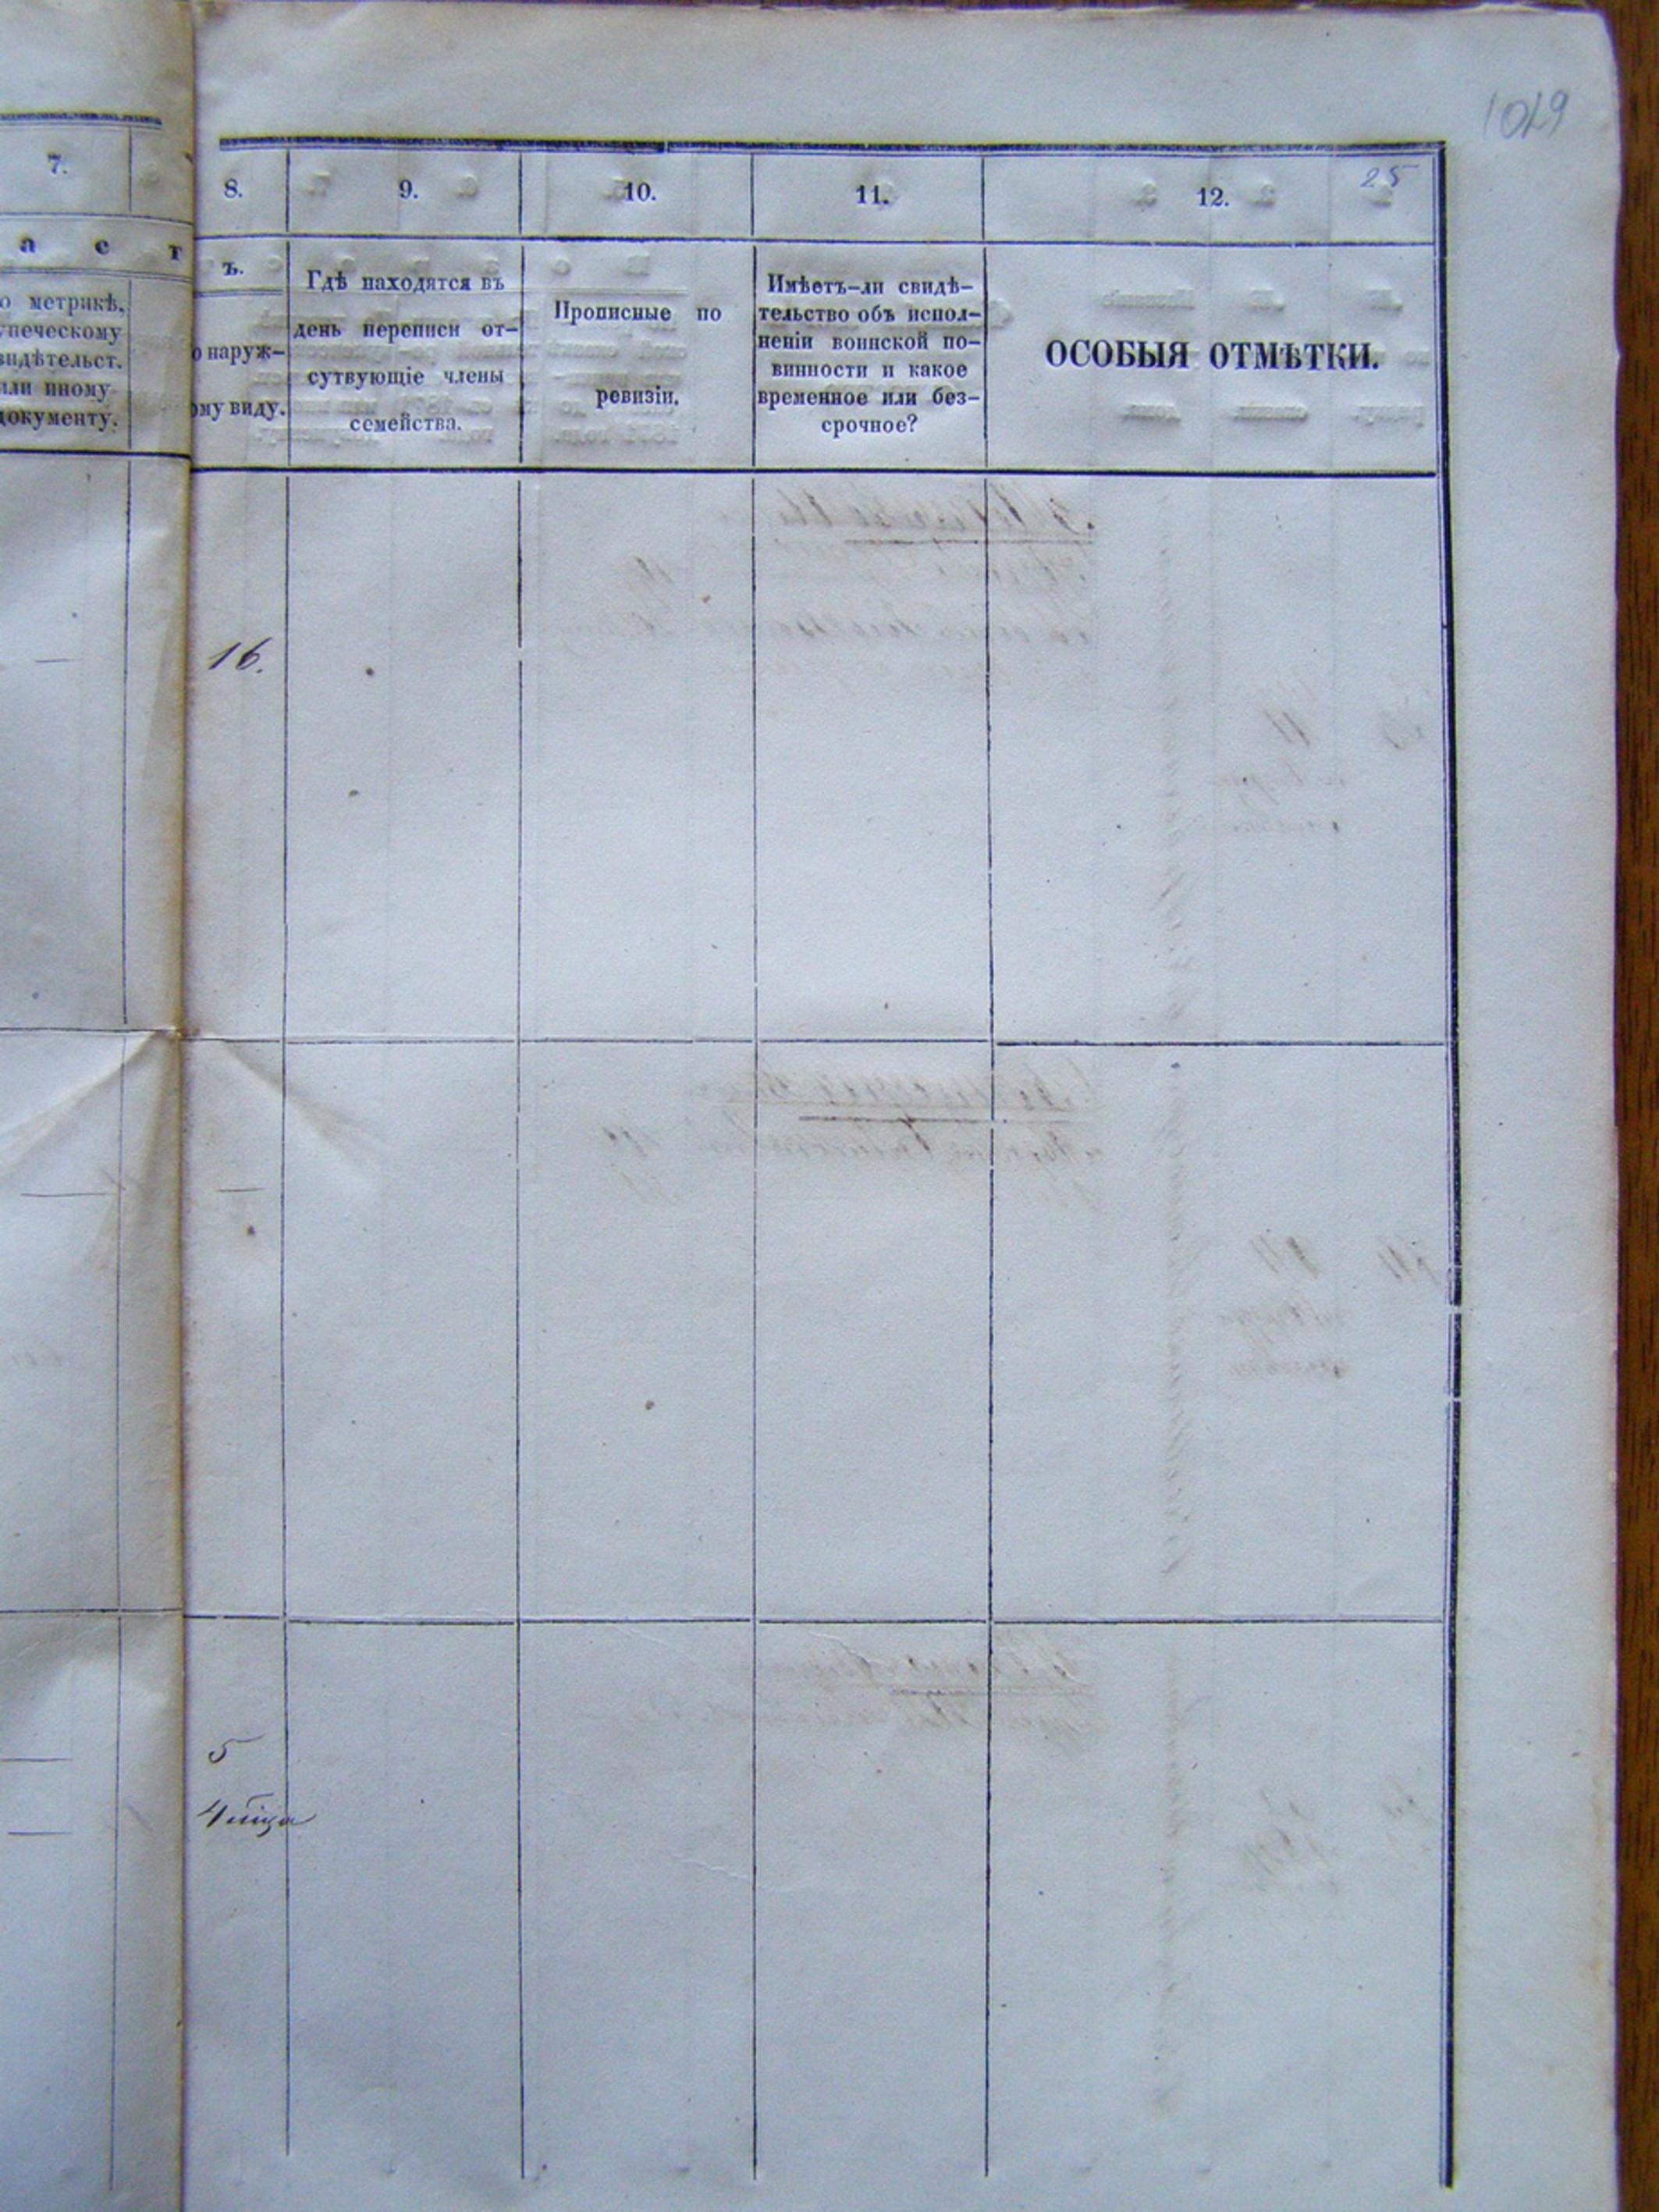 1029
25
7.
8.
9.
10.
11.
12.
а с т
ъ.
о метрикѣ,
упеческому
видѣтельст.
или иному
документу.
о наруж-
ому виду.
Гдѣ находятся въ
день переписи от-
сутвующіе члены
семейства.
Прописные по
ревизіи.
Имѣетъ-ли свидѣ-
тельство объ испол-
неніи воинской по-
винности и какое
временное или без-
срочное?
ОСОБЫЯ ОТМѢТКИ.
16.
5
4